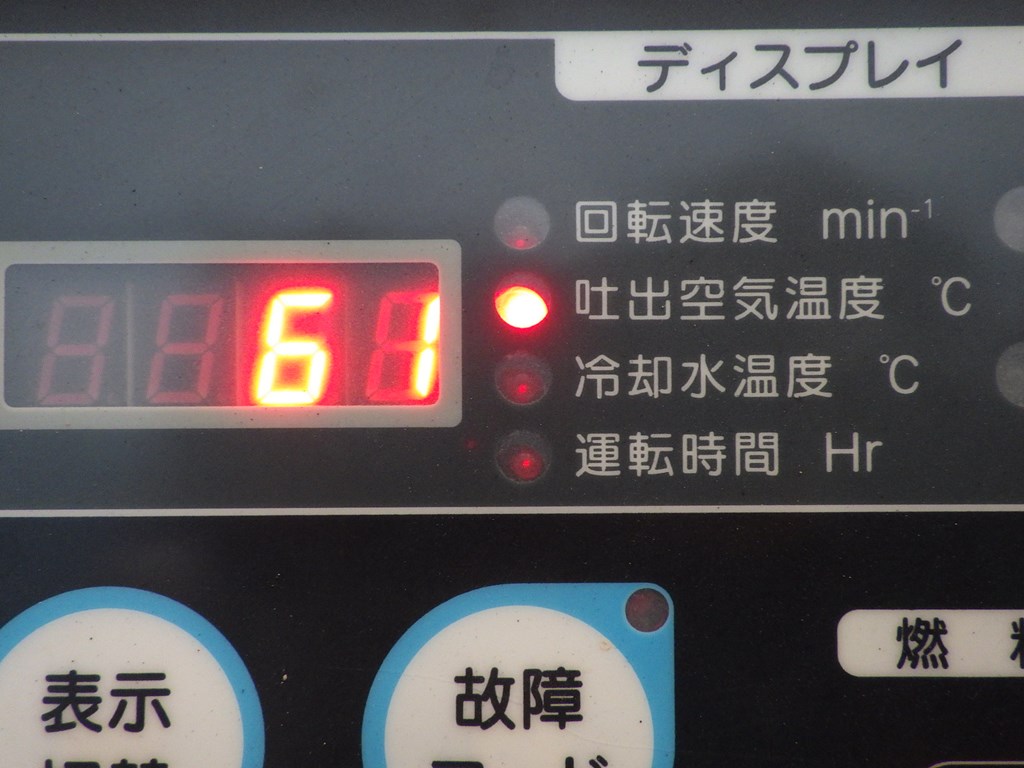 ディスプレイ
回転速度 min⁻¹
61
吐出空気温度 ℃
冷却水温度 ℃
運転時間 Hr
燃
表示
故障